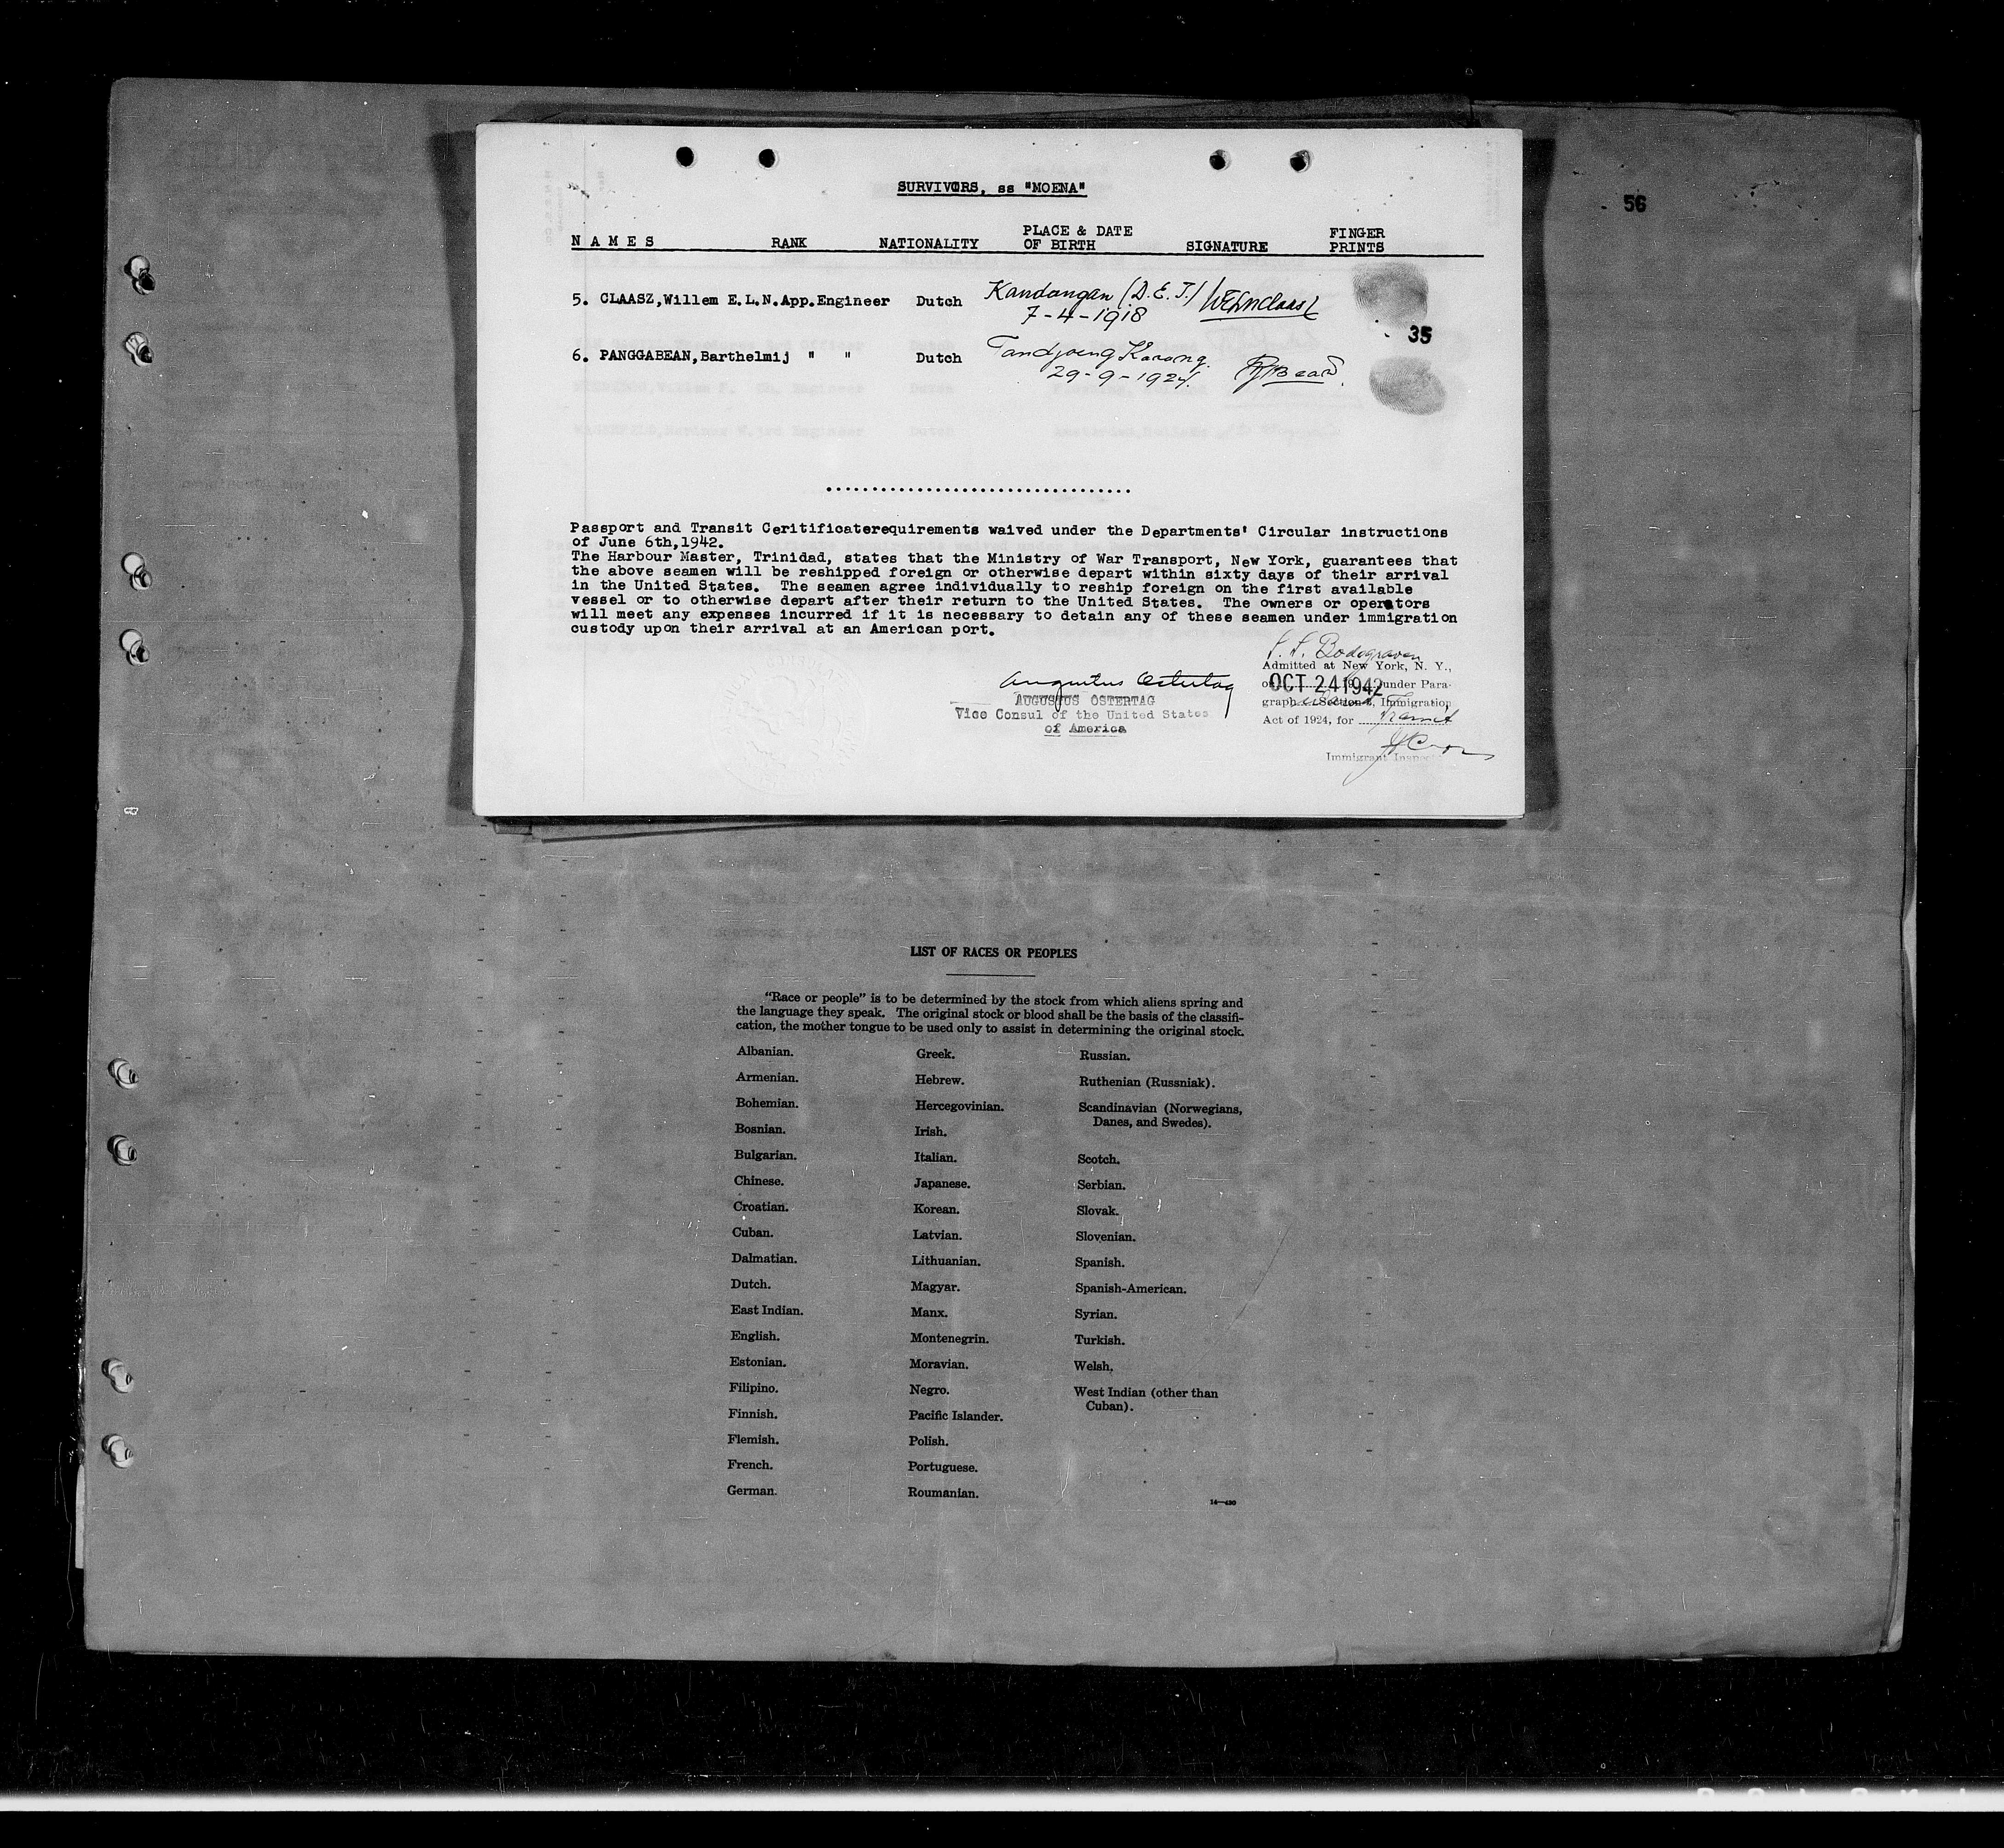 SURVIVORS, ss "MOENA"
56
N A M E S RANK NATIONALITY PLACE & DATE OF BIRTH SIGNATURE FINGER PRINTS
5. CLAASZ,Willem E.L.N.App.Engineer Dutch Kandangan (D.E.J.)
7-4-1918
35
6. PANGGABEAN,Barthelmij " " Dutch Tandjoeng Karang
29-9-1924.
..................................
Passport and Transit Ceritificaterequirements waived under the Departments' Circular instructions
of June 6th,1942.
The Harbour Master, Trinidad, states that the Ministry of War Transport, New York, guarantees that
the above seamen will be reshipped foreign or otherwise depart within sixty days of their arrival
in the United States. The seamen agree individually to reship foreign on the first available
vessel or to otherwise depart after their return to the United States. The owners or operators
will meet any expenses incurred if it is necessary to detain any of these seamen under immigration
custody upon their arrival at an American port.
S.S. Bodegraven
Admitted at New York, N. Y.,
on OCT 24 1942 under Para-
graph Section 3, Immigration
Act of 1924, for Transit
Immigrant Inspector
Augustus Ostertag
AUGUSTUS OSTERTAG
Vice Consul of the United States
of America
LIST OF RACES OR PEOPLES
"Race or people" is to be determined by the stock from which aliens spring and
the language they speak. The original stock or blood shall be the basis of the classifi-
cation, the mother tongue to be used only to assist in determining the original stock.
Albanian.
Armenian.
Bohemian.
Bosnian.
Bulgarian.
Chinese.
Croatian.
Cuban.
Dalmatian.
Dutch.
East Indian.
English.
Estonian.
Filipino.
Finnish.
Flemish.
French.
German.
Greek.
Hebrew.
Hercegovinian.
Irish.
Italian.
Japanese.
Korean.
Latvian.
Lithuanian.
Magyar.
Manx.
Montenegrin.
Moravian.
Negro.
Pacific Islander.
Polish.
Portuguese.
Roumanian.
Russian.
Ruthenian (Russniak).
Scandinavian (Norwegians,
Danes, and Swedes).
Scotch.
Serbian.
Slovak.
Slovenian.
Spanish.
Spanish-American.
Syrian.
Turkish.
Welsh.
West Indian (other than
Cuban).
14—430